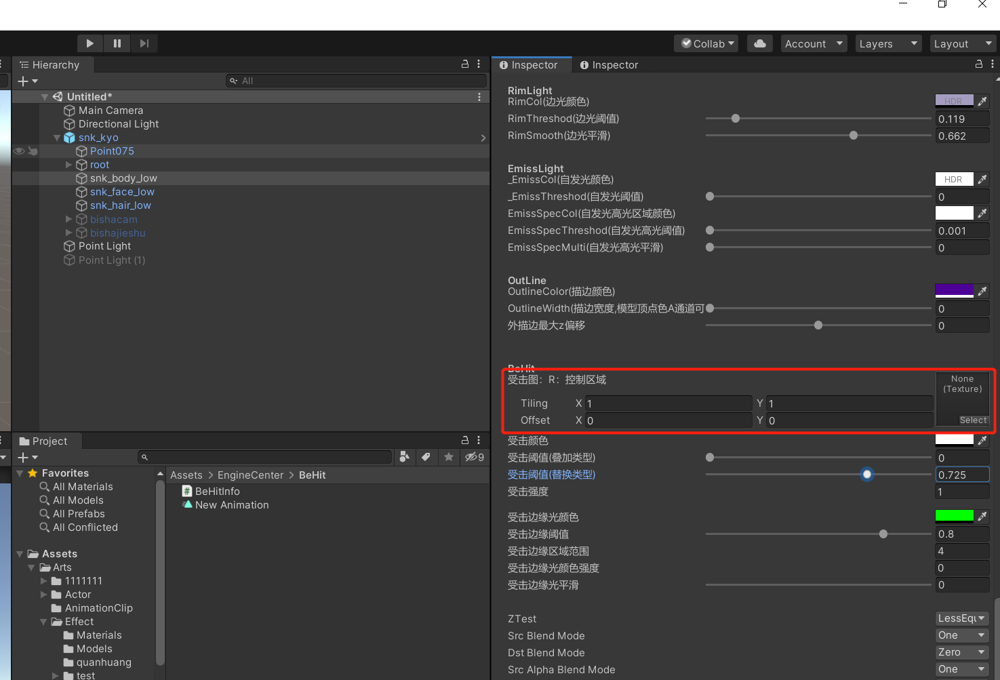 Collab
Account
Layers
Layout
Hierarchy
All
Untitled*
Main Camera
Directional Light
snk_kyo
Point075
root
snk_body_low
snk_face_low
snk_hair_low
bishacam
bishajieshu
Point Light
Point Light (1)
Project
9
Favorites
All Materials
All Models
All Prefabs
All Conflicted
Assets
Arts
1111111
Actor
AnimationClip
Effect
Materials
Models
quanhuang
test
Assets > EngineCenter > BeHit
BeHitInfo
New Animation
Inspector
Inspector
RimLight
RimCol(边光颜色) HDR
RimThreshod(边光阈值) 0.119
RimSmooth(边光平滑) 0.662
EmissLight
_EmissCol(自发光颜色) HDR
_EmissThreshod(自发光阈值) 0
EmissSpecCol(自发光高光区域颜色)
EmissSpecThreshod(自发光高光阈值) 0.001
EmissSpecMulti(自发光高光平滑) 0
OutLine
OutlineColor(描边颜色)
OutlineWidth(描边宽度,模型顶点色A通道可 0
外描边最大z偏移 0
BeHit
受击图：R：控制区域
None
(Texture)
Tiling X 1 Y 1
Offset X 0 Y 0
Select
受击颜色
受击阈值(叠加类型) 0
受击阈值(替换类型) 0.725
受击强度 1
受击边缘光颜色
受击边缘阈值 0.8
受击边缘区域范围 4
受击边缘光颜色强度 0
受击边缘光平滑 0
ZTest LessEqu
Src Blend Mode One
Dst Blend Mode Zero
Src Alpha Blend Mode One